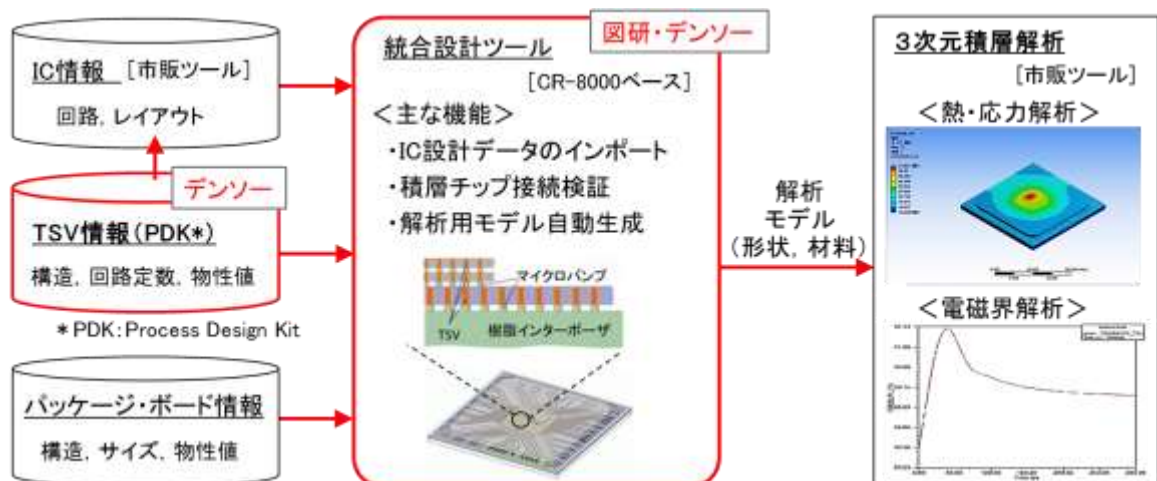 IC情報 [市販ツール]
回路, レイアウト
デンソー
TSV情報(PDK*)
構造, 回路定数, 物性値
*PDK:Process Design Kit
パッケージ・ボード情報
構造, サイズ, 物性値
図研・デンソー
統合設計ツール
[CR-8000ベース]
<主な機能>
・IC設計データのインポート
・積層チップ接続検証
・解析用モデル自動生成
マイクロバンプ
TSV
樹脂インターポーザ
解析
モデル
(形状, 材料)
3次元積層解析
[市販ツール]
<熱・応力解析>
<電磁界解析>